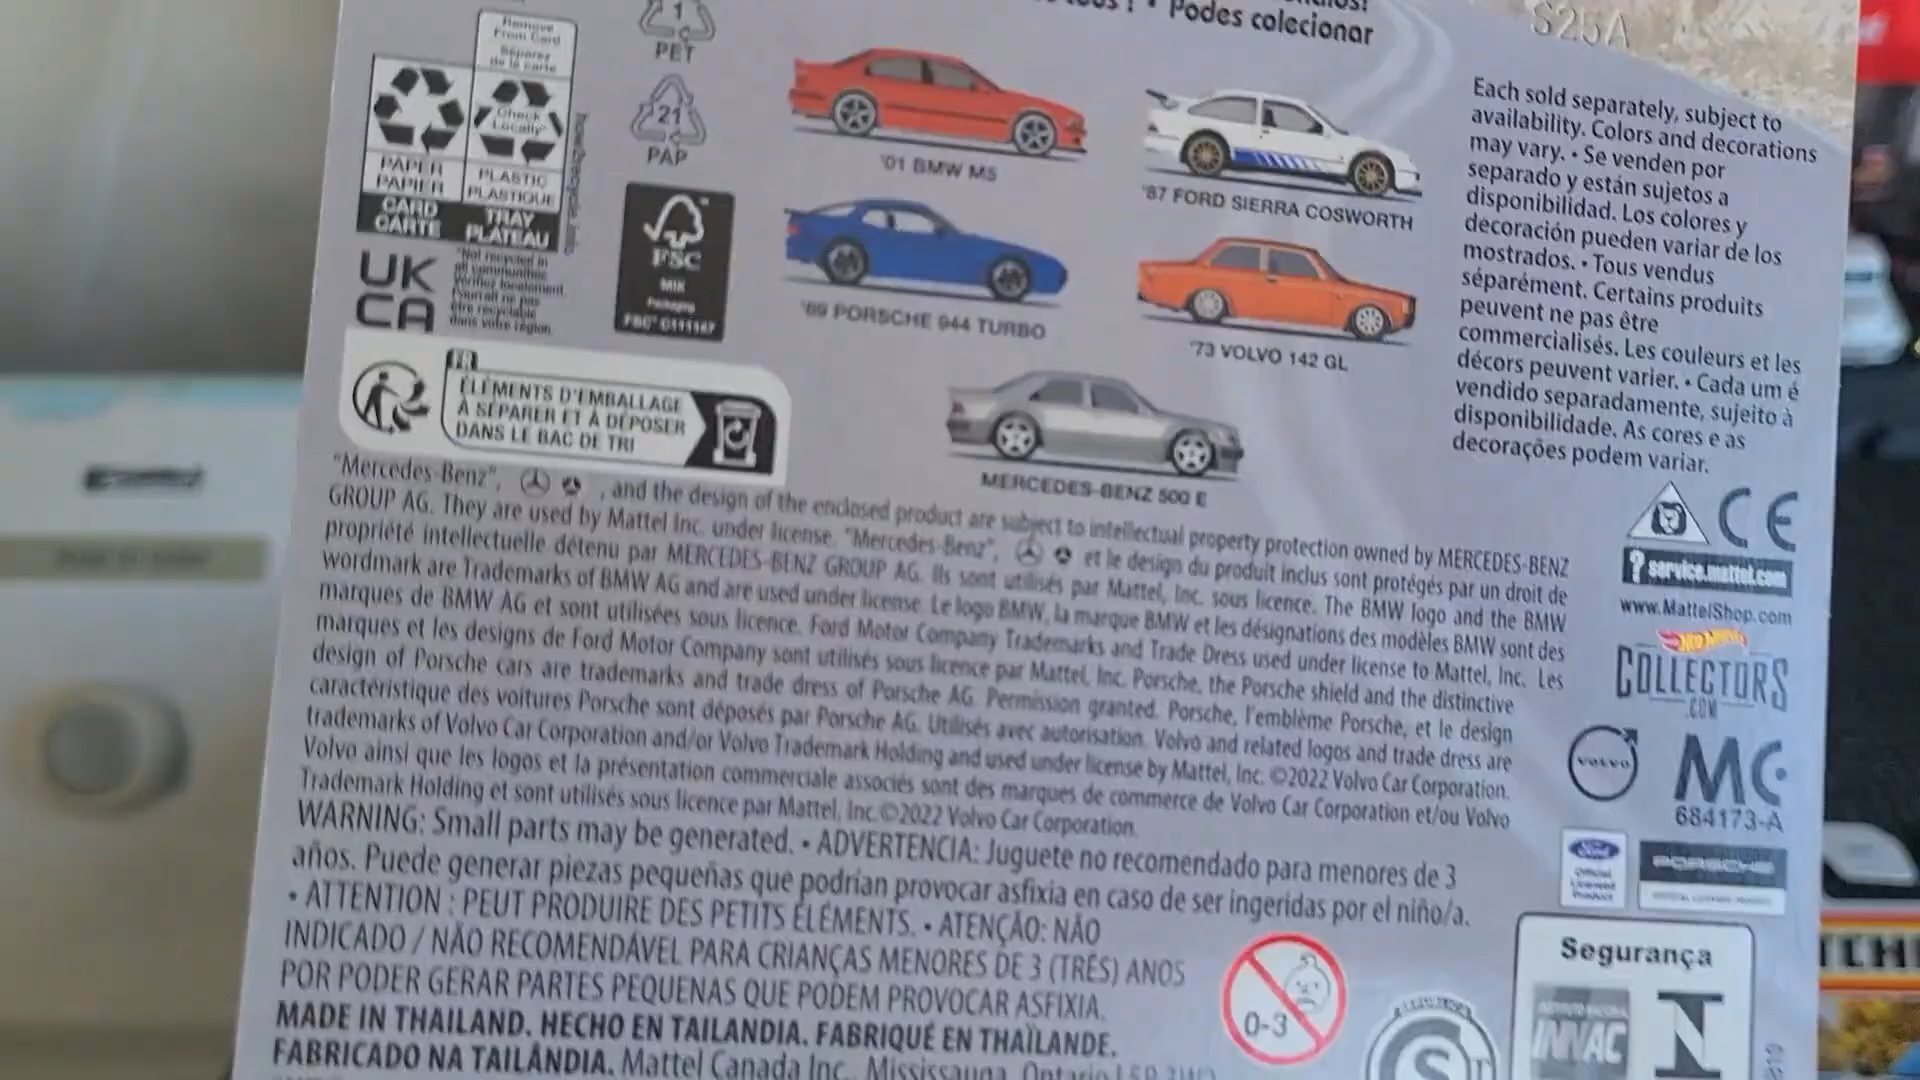 Podes colecionar
S25A
Remove
From Card
Séparez
de la carte
Check
Locally*
PAPER
PAPIER
PLASTIC
PLASTIQUE
CARD
CARTE
TRAY
PLATEAU
1
PET
21
PAP
UK
CA
*Not recycled in
all communities.
Vérifiez localement.
Pourrait ne pas
être recyclable
dans votre région.
FSC
MIX
Packaging
'01 BMW M5
'87 FORD SIERRA COSWORTH
'89 PORSCHE 944 TURBO
'73 VOLVO 142 GL
MERCEDES-BENZ 500 E
Each sold separately, subject to
availability. Colors and decorations
may vary. • Se venden por
separado y están sujetos a
disponibilidad. Los colores y
decoración pueden variar de los
mostrados. • Tous vendus
séparément. Certains produits
peuvent ne pas être
commercialisés. Les couleurs et les
décors peuvent varier. • Cada um é
vendido separadamente, sujeito à
disponibilidade. As cores e as
decorações podem variar.
FR
ÉLÉMENTS D'EMBALLAGE
À SÉPARER ET À DÉPOSER
DANS LE BAC DE TRI
"Mercedes-Benz", , and the design of the enclosed product are subject to intellectual property protection owned by MERCEDES-BENZ
GROUP AG. They are used by Mattel Inc. under license. "Mercedes-Benz", et le design du produit inclus sont protégés par un droit de
propriété intellectuelle détenu par MERCEDES-BENZ GROUP AG. Ils sont utilisés par Mattel, Inc. sous licence. The BMW logo and the BMW
wordmark are Trademarks of BMW AG and are used under license. Le logo BMW, la marque BMW et les désignations des modèles BMW sont des
marques de BMW AG et sont utilisées sous licence. Ford Motor Company Trademarks and Trade Dress used under license to Mattel, Inc. Les
marques et les designs de Ford Motor Company sont utilisés sous licence par Mattel, Inc. Porsche, the Porsche shield and the distinctive
design of Porsche cars are trademarks and trade dress of Porsche AG. Permission granted. Porsche, l'emblème Porsche, et le design
caractéristique des voitures Porsche sont déposés par Porsche AG. Utilisés avec autorisation. Volvo and related logos and trade dress are
trademarks of Volvo Car Corporation and/or Volvo Trademark Holding and used under license by Mattel, Inc. ©2022 Volvo Car Corporation.
Volvo ainsi que les logos et la présentation commerciale associés sont des marques de commerce de Volvo Car Corporation et/ou Volvo
Trademark Holding et sont utilisés sous licence par Mattel, Inc.©2022 Volvo Car Corporation.
WARNING: Small parts may be generated. • ADVERTENCIA: Juguete no recomendado para menores de 3
años. Puede generar piezas pequeñas que podrían provocar asfixia en caso de ser ingeridas por el niño/a.
• ATTENTION : PEUT PRODUIRE DES PETITS ÉLÉMENTS. • ATENÇÃO: NÃO
INDICADO / NÃO RECOMENDÁVEL PARA CRIANÇAS MENORES DE 3 (TRÊS) ANOS
POR PODER GERAR PARTES PEQUENAS QUE PODEM PROVOCAR ASFIXIA.
MADE IN THAILAND. HECHO EN TAILANDIA. FABRIQUÉ EN THAÏLANDE.
FABRICADO NA TAILÂNDIA. Mattel Canada Inc., Mississauga, Ontario
CE
? service.mattel.com
www.MattelShop.com
Hot Wheels
COLLECTORS
.COM
VOLVO
MC
684173-A
Ford
Official
Licensed
Product
PORSCHE
0-3
S
Segurança
N